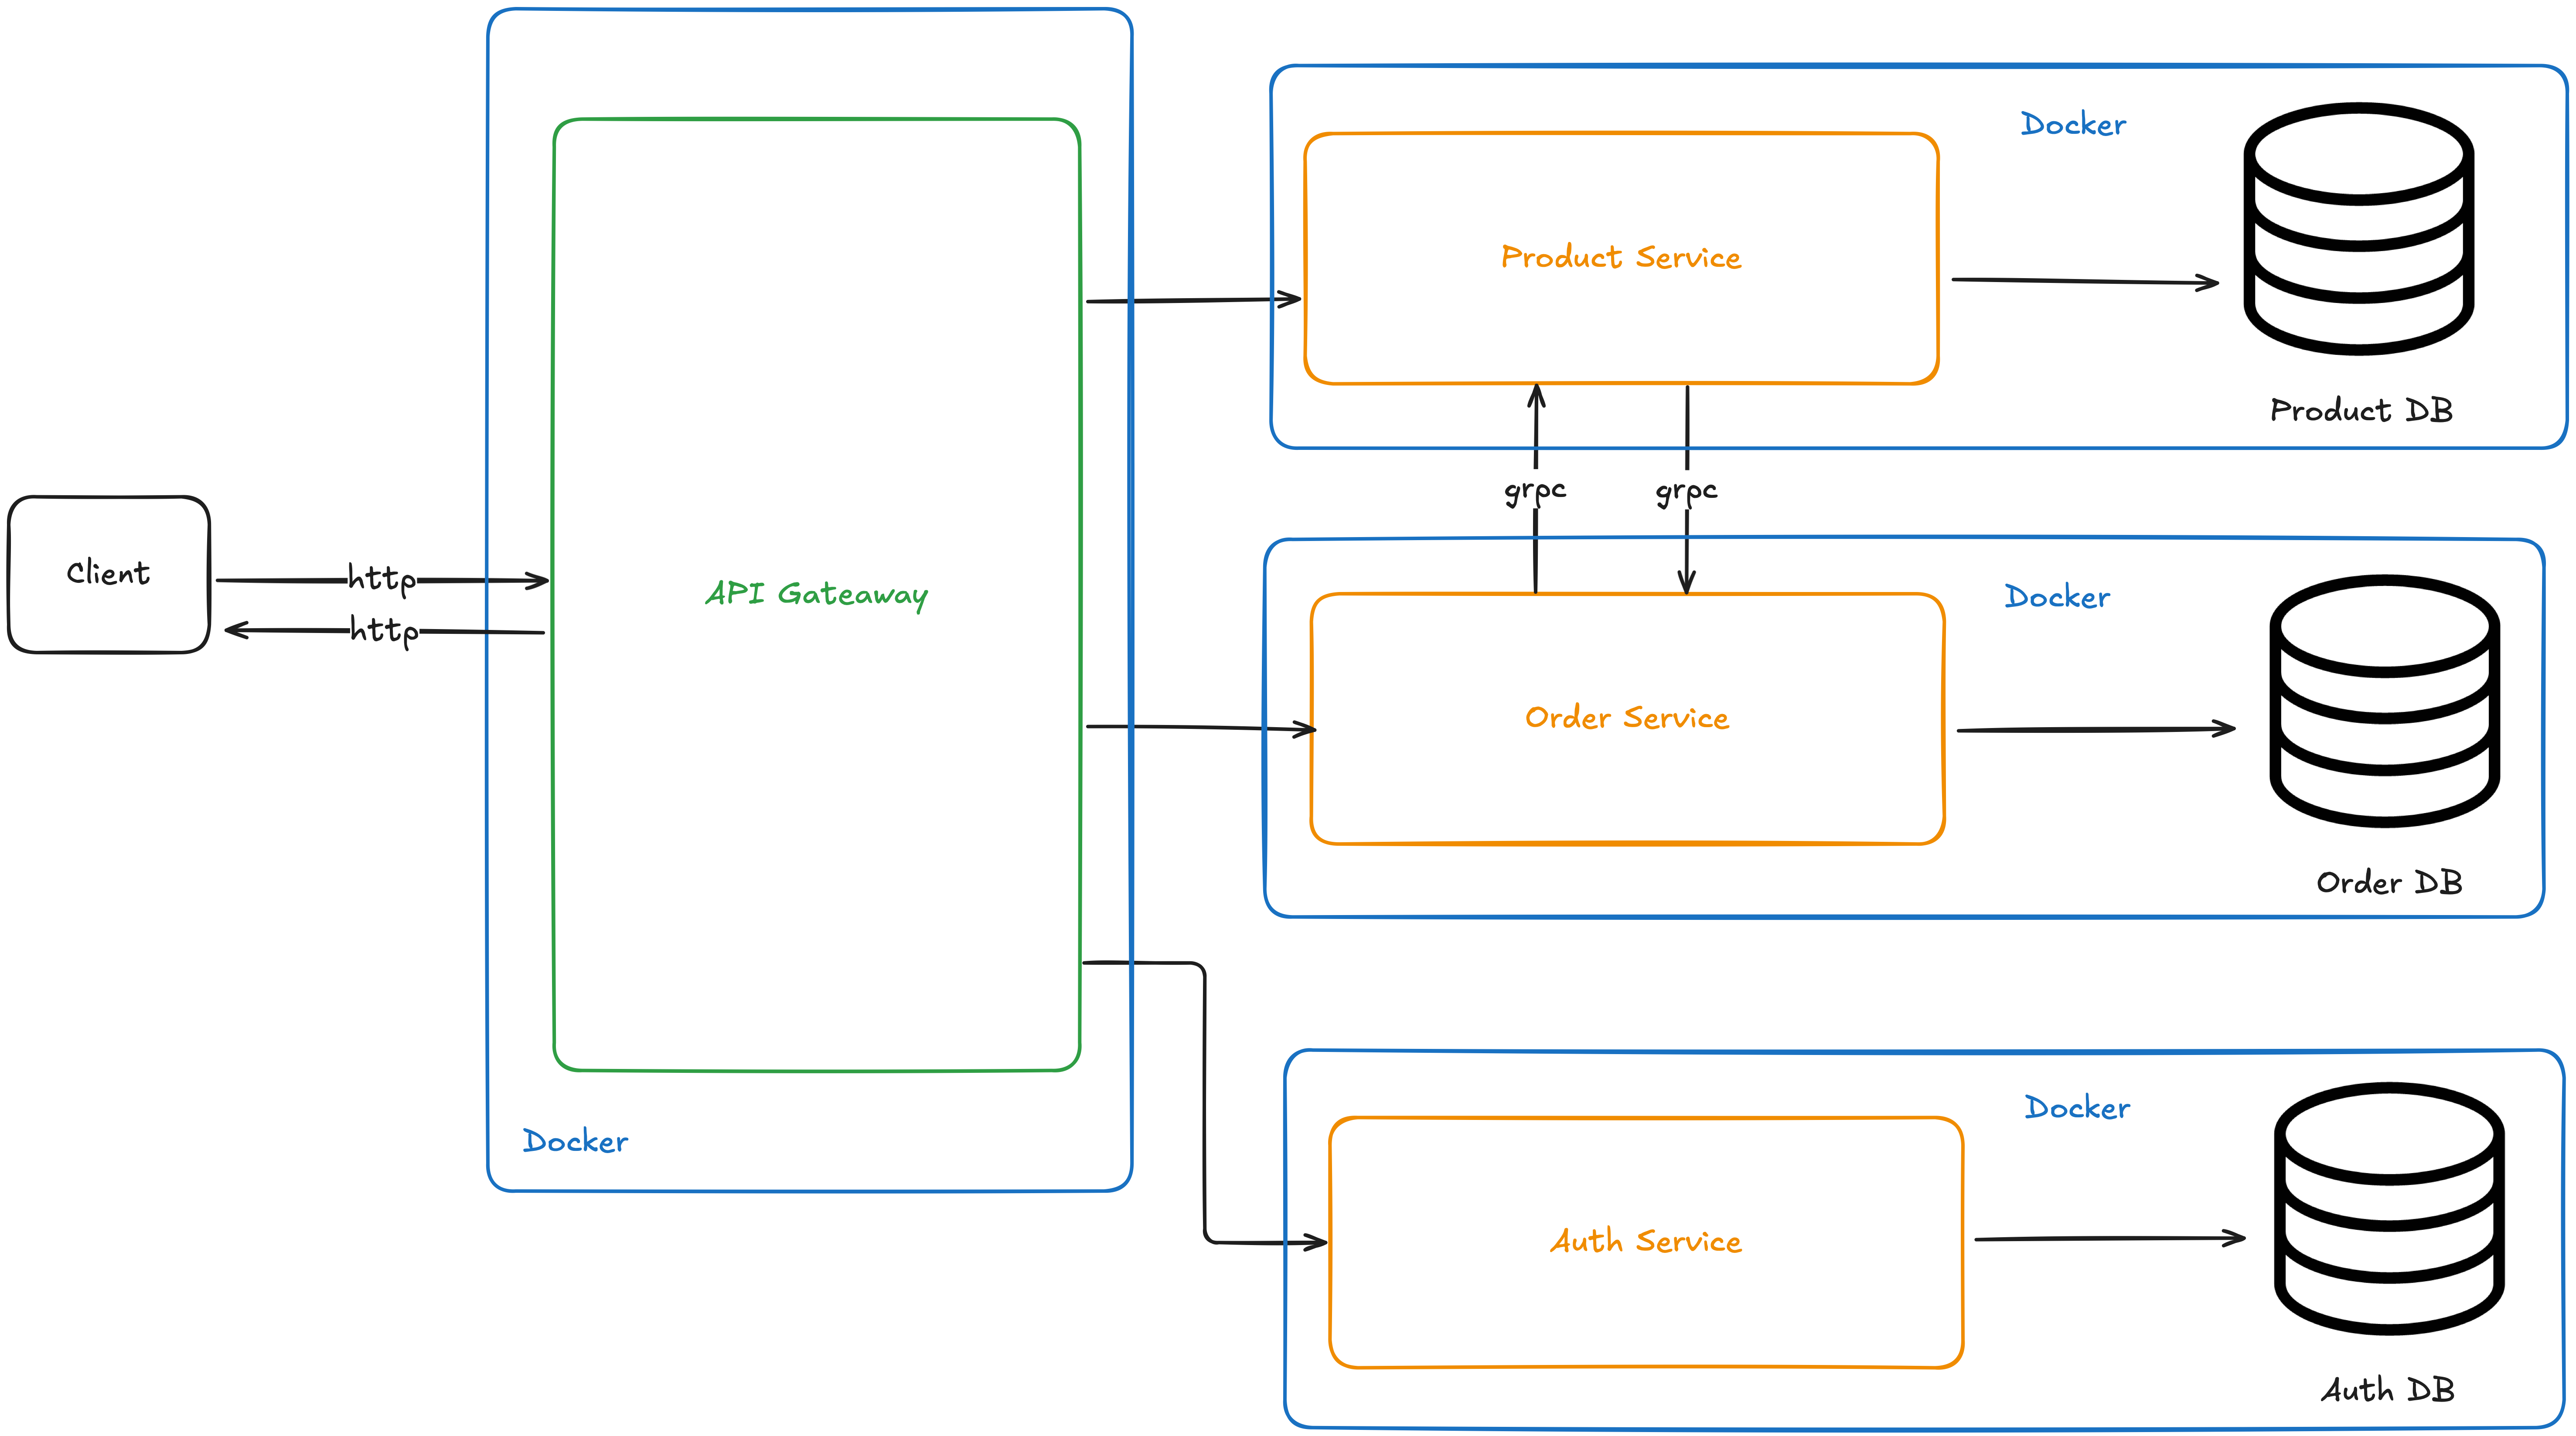 Docker
Product Service
Product DB
grpc
grpc
Client
http
http
API Gateaway
Docker
Order Service
Order DB
Docker
Docker
Auth Service
Auth DB